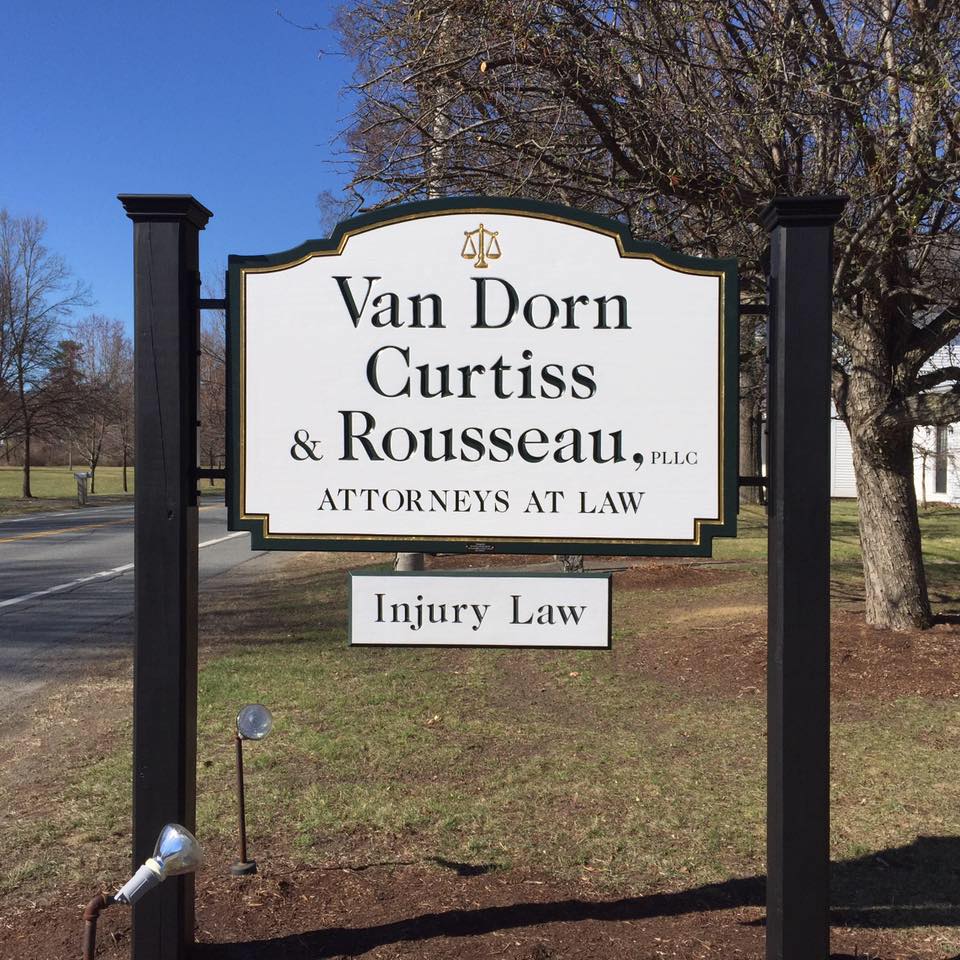 Van Dorn
Curtiss
& Rousseau, PLLC
ATTORNEYS AT LAW
Injury Law